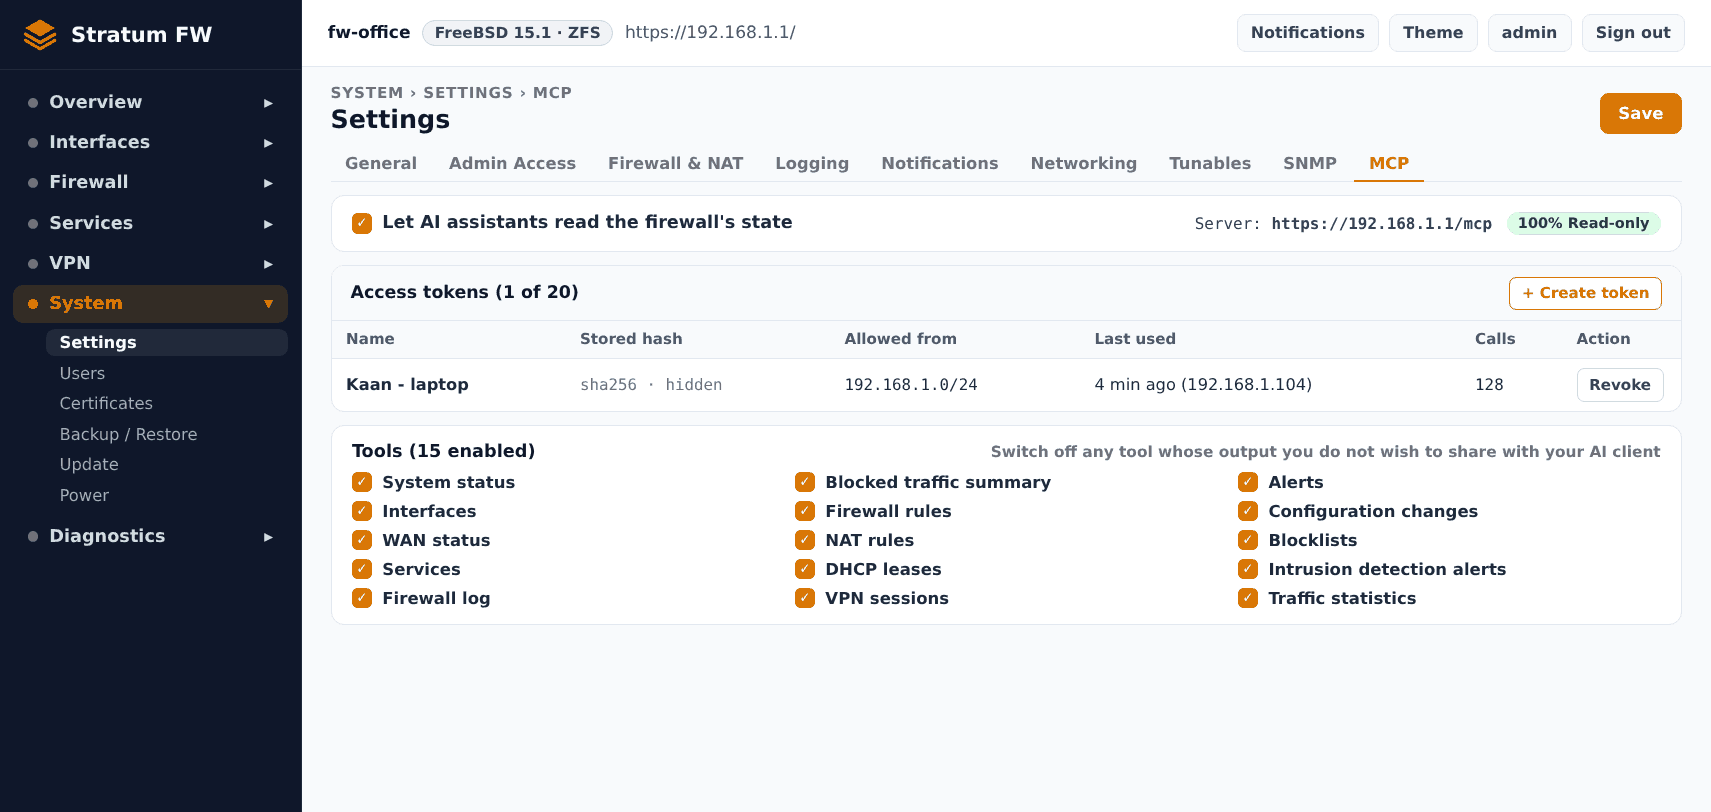 Stratum FW
Overview ▶
Interfaces ▶
Firewall ▶
Services ▶
VPN ▶
System ▼
Settings
Users
Certificates
Backup / Restore
Update
Power
Diagnostics ▶
fw-office FreeBSD 15.1 · ZFS https://192.168.1.1/ Notifications Theme admin Sign out
SYSTEM › SETTINGS › MCP
Settings Save
General Admin Access Firewall & NAT Logging Notifications Networking Tunables SNMP MCP
✓ Let AI assistants read the firewall's state Server: https://192.168.1.1/mcp 100% Read-only
Access tokens (1 of 20) + Create token
Name Stored hash Allowed from Last used Calls Action
Kaan - laptop sha256 · hidden 192.168.1.0/24 4 min ago (192.168.1.104) 128 Revoke
Tools (15 enabled) Switch off any tool whose output you do not wish to share with your AI client
✓ System status ✓ Blocked traffic summary ✓ Alerts
✓ Interfaces ✓ Firewall rules ✓ Configuration changes
✓ WAN status ✓ NAT rules ✓ Blocklists
✓ Services ✓ DHCP leases ✓ Intrusion detection alerts
✓ Firewall log ✓ VPN sessions ✓ Traffic statistics